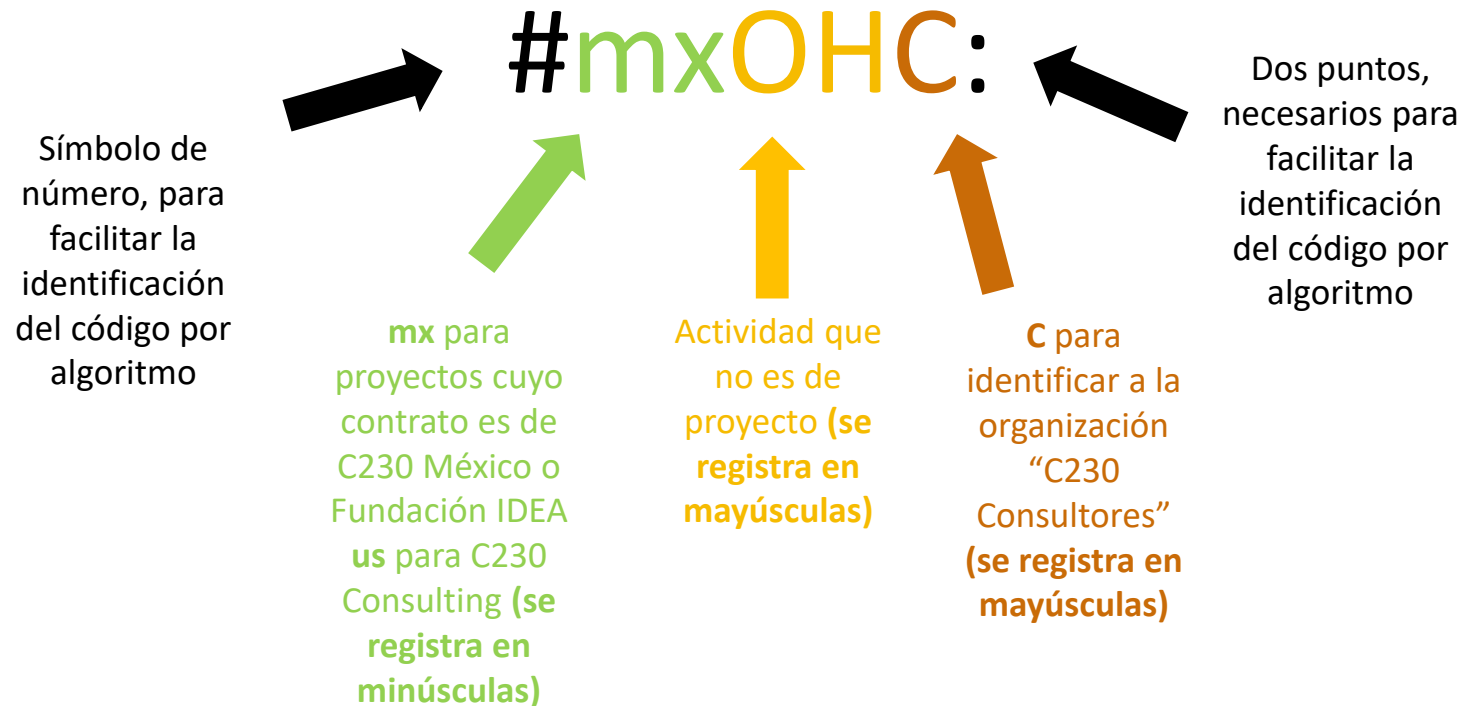 #mxOHC:
Símbolo de
número, para
facilitar la
identificación
del código por
algoritmo
mx para
proyectos cuyo
contrato es de
C230 México o
Fundación IDEA
us para C230
Consulting (se
registra en
minúsculas)
Actividad que
no es de
proyecto (se
registra en
mayúsculas)
C para
identificar a la
organización
“C230
Consultores”
(se registra en
mayúsculas)
Dos puntos,
necesarios para
facilitar la
identificación
del código por
algoritmo